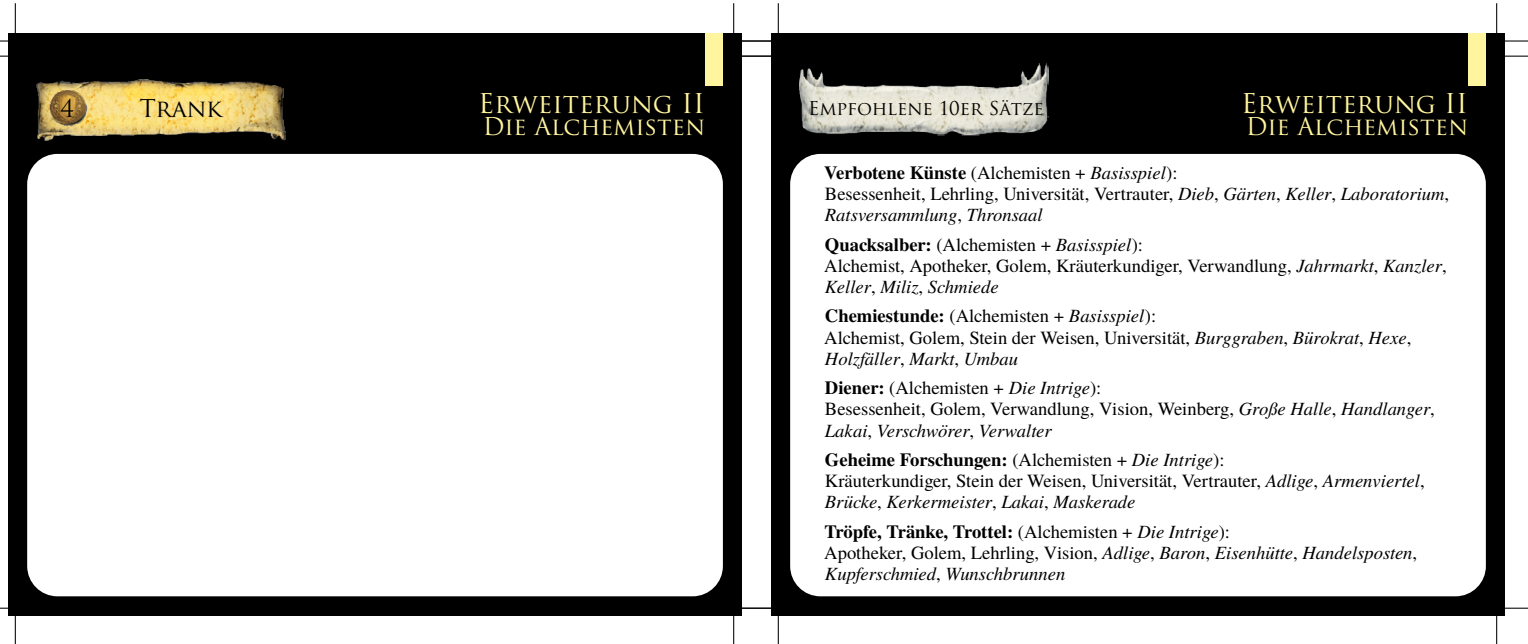 4
TRANK
ERWEITERUNG II
DIE ALCHEMISTEN
EMPFOHLENE 10ER SÄTZE
ERWEITERUNG II
DIE ALCHEMISTEN
Verbotene Künste (Alchemisten + Basisspiel):
Besessenheit, Lehrling, Universität, Vertrauter, Dieb, Gärten, Keller, Laboratorium,
Ratsversammlung, Thronsaal
Quacksalber: (Alchemisten + Basisspiel):
Alchemist, Apotheker, Golem, Kräuterkundiger, Verwandlung, Jahrmarkt, Kanzler,
Keller, Miliz, Schmiede
Chemiestunde: (Alchemisten + Basisspiel):
Alchemist, Golem, Stein der Weisen, Universität, Burggraben, Bürokrat, Hexe,
Holzfäller, Markt, Umbau
Diener: (Alchemisten + Die Intrige):
Besessenheit, Golem, Verwandlung, Vision, Weinberg, Große Halle, Handlanger,
Lakai, Verschwörer, Verwalter
Geheime Forschungen: (Alchemisten + Die Intrige):
Kräuterkundiger, Stein der Weisen, Universität, Vertrauter, Adlige, Armenviertel,
Brücke, Kerkermeister, Lakai, Maskerade
Tröpfe, Tränke, Trottel: (Alchemisten + Die Intrige):
Apotheker, Golem, Lehrling, Vision, Adlige, Baron, Eisenhütte, Handelsposten,
Kupferschmied, Wunschbrunnen